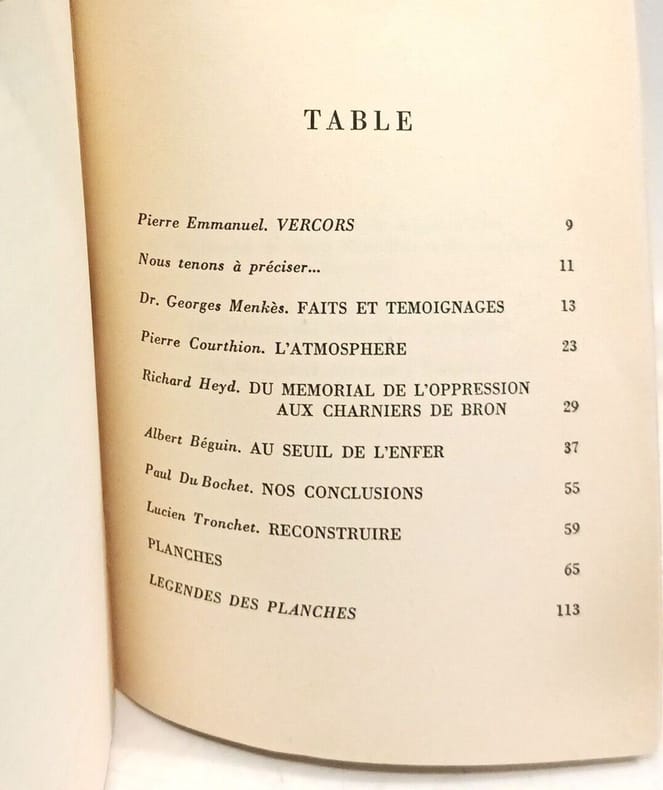 TABLE
Pierre Emmanuel. VERCORS 9
Nous tenons à préciser... 11
Dr. Georges Menkès. FAITS ET TEMOIGNAGES 13
Pierre Courthion. L'ATMOSPHERE 23
Richard Heyd. DU MEMORIAL DE L'OPPRESSION
AUX CHARNIERS DE BRON 29
Albert Béguin. AU SEUIL DE L'ENFER 37
Paul Du Bochet. NOS CONCLUSIONS 55
Lucien Tronchet. RECONSTRUIRE 59
PLANCHES 65
LEGENDES DES PLANCHES 113